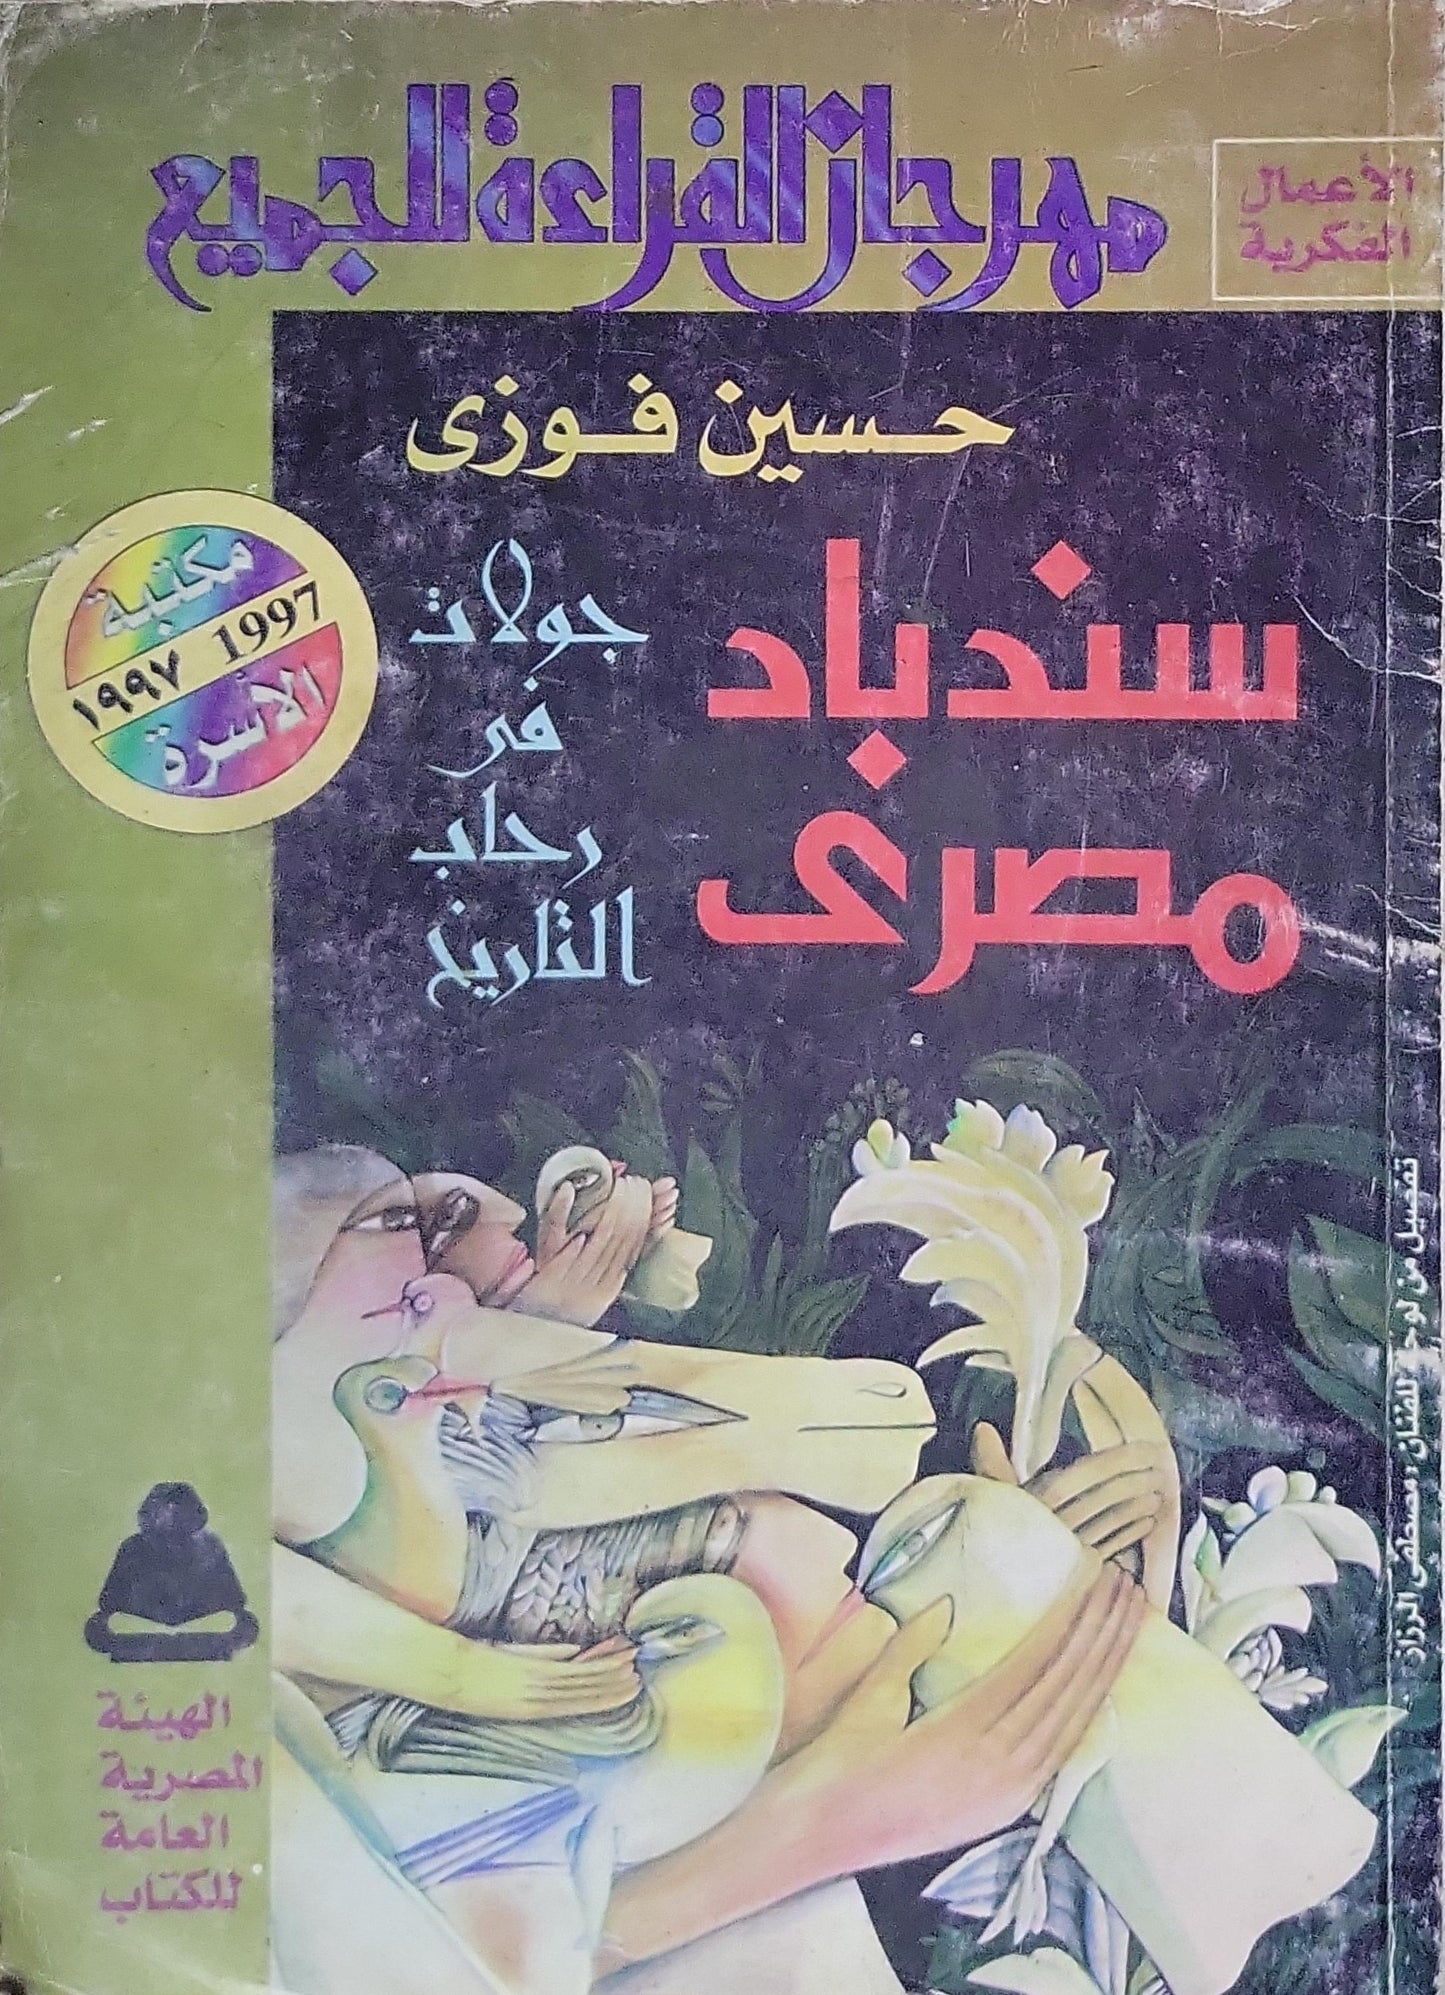 مهرجان القراءة للجميع
الأعمال
الفكرية
حسين فوزى
سندباد
مصرى
جولات
فى
رحاب
التاريخ
مكتبة
1997 ١٩٩٧
الأسرة
تفصيل من لوحة للفنان مصطفى الرزاز
الهيئة
المصرية
العامة
للكتاب